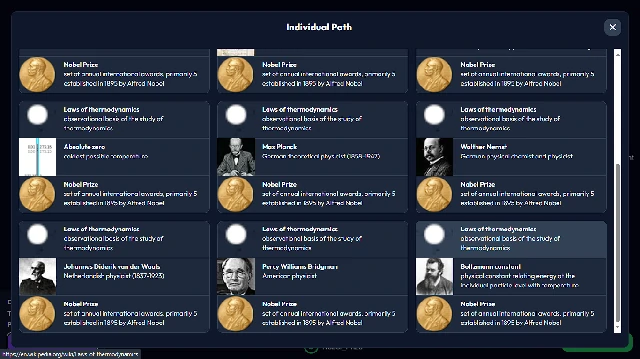 Individual Path
Nobel Prize
set of annual international awards, primarily 5
established in 1895 by Alfred Nobel
Nobel Prize
set of annual international awards, primarily 5
established in 1895 by Alfred Nobel
Nobel Prize
set of annual international awards, primarily 5
established in 1895 by Alfred Nobel
Laws of thermodynamics
observational basis of the study of
thermodynamics
Absolute zero
coldest possible temperature
Nobel Prize
set of annual international awards, primarily 5
established in 1895 by Alfred Nobel
Laws of thermodynamics
observational basis of the study of
thermodynamics
Max Planck
German theoretical physicist (1858-1947)
Nobel Prize
set of annual international awards, primarily 5
established in 1895 by Alfred Nobel
Laws of thermodynamics
observational basis of the study of
thermodynamics
Walther Nernst
German physical chemist and physicist
Nobel Prize
set of annual international awards, primarily 5
established in 1895 by Alfred Nobel
Laws of thermodynamics
observational basis of the study of
thermodynamics
Johannes Diderik van der Waals
Netherlandish physicist (1837-1923)
Nobel Prize
set of annual international awards, primarily 5
established in 1895 by Alfred Nobel
Laws of thermodynamics
observational basis of the study of
thermodynamics
Percy Williams Bridgman
American physicist
Nobel Prize
set of annual international awards, primarily 5
established in 1895 by Alfred Nobel
Laws of thermodynamics
observational basis of the study of
thermodynamics
Boltzmann constant
physical constant relating energy at the
individual particle level with temperature
Nobel Prize
set of annual international awards, primarily 5
established in 1895 by Alfred Nobel
https://en.wikipedia.org/wiki/Laws-of-thermodynamics